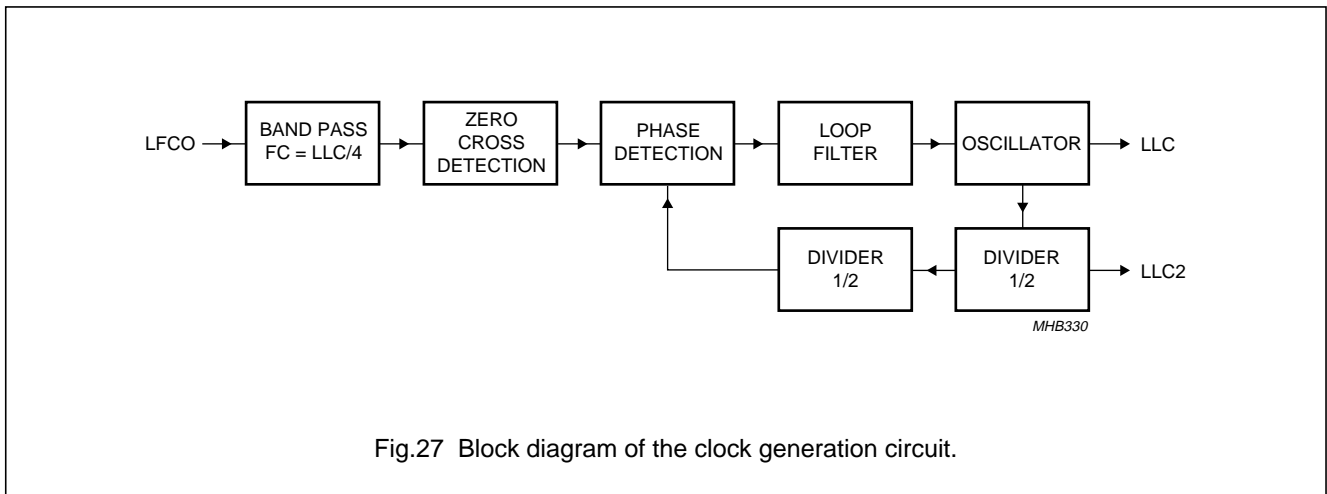 LFCO
BAND PASS
FC = LLC/4
ZERO
CROSS
DETECTION
PHASE
DETECTION
LOOP
FILTER
OSCILLATOR
LLC
DIVIDER
1/2
DIVIDER
1/2
LLC2
MHB330
Fig.27 Block diagram of the clock generation circuit.